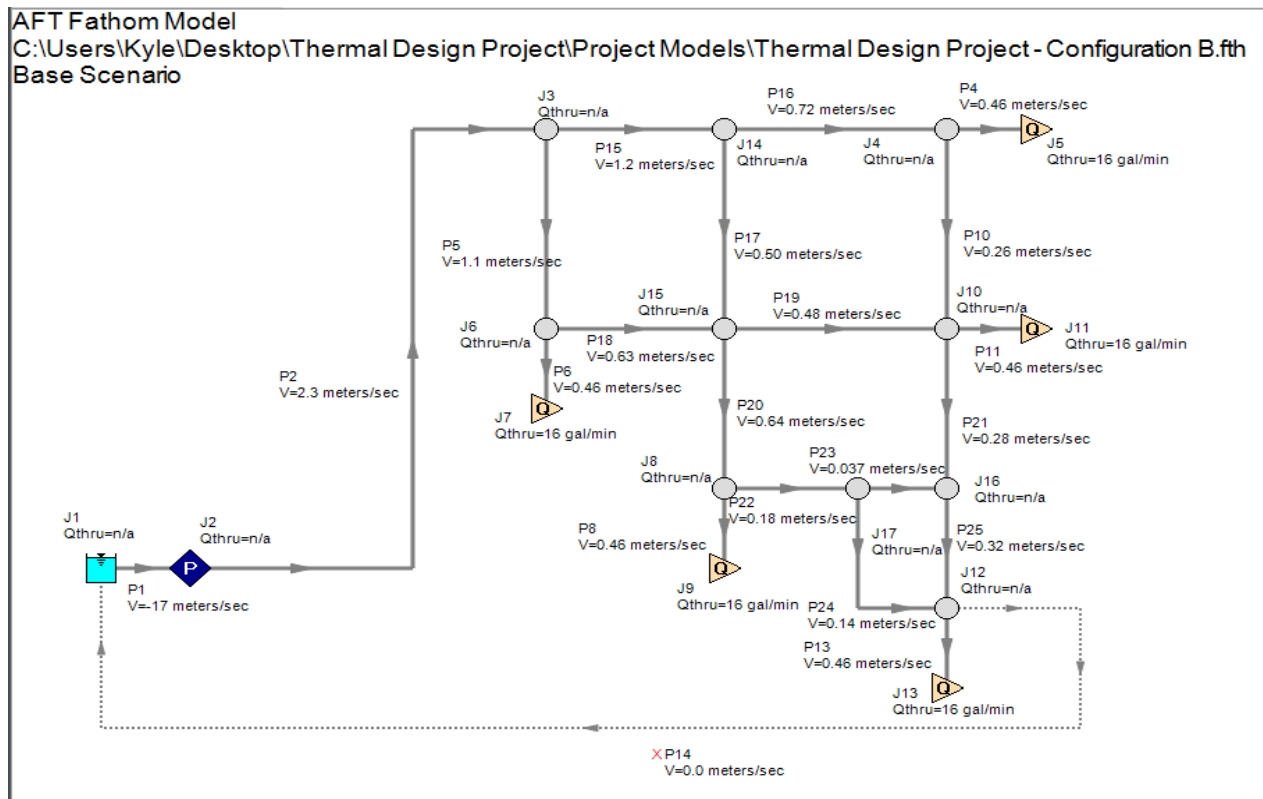 AFT Fathom Model
C:\Users\Kyle\Desktop\Thermal Design Project\Project Models\Thermal Design Project - Configuration B.fth
Base Scenario
J3
Qthru=n/a
P16
V=0.72 meters/sec
P4
V=0.46 meters/sec
P15
V=1.2 meters/sec
J14
Qthru=n/a
J4
Qthru=n/a
Q
J5
Qthru=16 gal/min
P5
V=1.1 meters/sec
P17
V=0.50 meters/sec
P10
V=0.26 meters/sec
J15
Qthru=n/a
P19
V=0.48 meters/sec
J10
Qthru=n/a
J6
Qthru=n/a
P18
V=0.63 meters/sec
Q
J11
Qthru=16 gal/min
P11
V=0.46 meters/sec
P2
V=2.3 meters/sec
P6
V=0.46 meters/sec
Q
J7
Qthru=16 gal/min
P20
V=0.64 meters/sec
P21
V=0.28 meters/sec
J8
Qthru=n/a
P23
V=0.037 meters/sec
J16
Qthru=n/a
P22
V=0.18 meters/sec
J1
Qthru=n/a
J2
Qthru=n/a
P8
V=0.46 meters/sec
J17
Qthru=n/a
P25
V=0.32 meters/sec
P
P1
V=-17 meters/sec
Q
J9
Qthru=16 gal/min
J12
Qthru=n/a
P24
V=0.14 meters/sec
P13
V=0.46 meters/sec
Q
J13
Qthru=16 gal/min
X P14
V=0.0 meters/sec